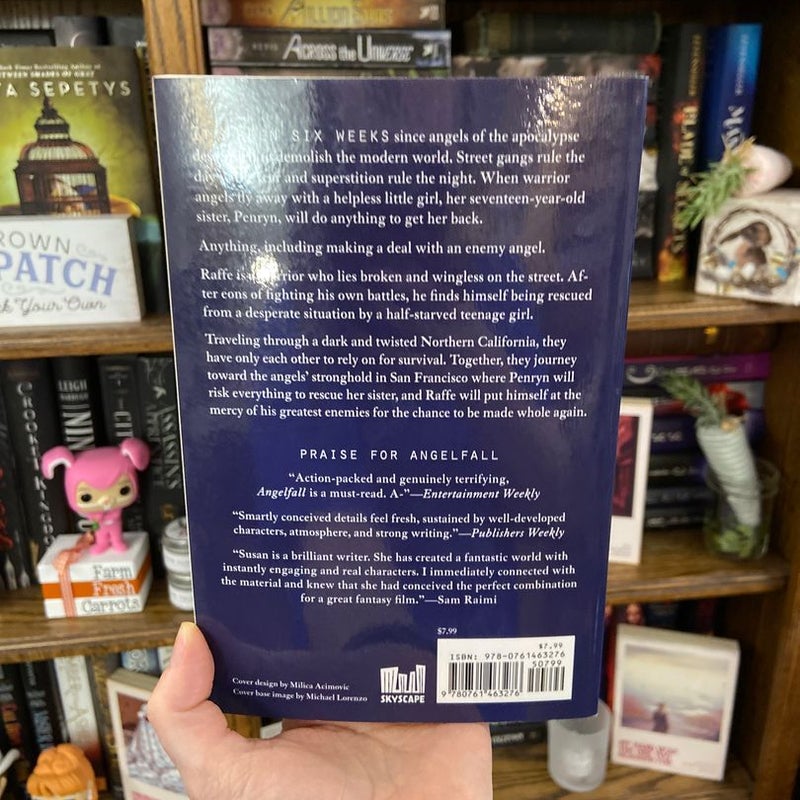 ACROSS the UNIVERSE
TA SEPETYS
SIX WEEKS since angels of the apocalypse
demolish the modern world. Street gangs rule the
and superstition rule the night. When warrior
angels fly away with a helpless little girl, her seventeen-year-old
sister, Penryn, will do anything to get her back.
Anything, including making a deal with an enemy angel.
Raffe is a warrior who lies broken and wingless on the street. Af-
ter eons of fighting his own battles, he finds himself being rescued
from a desperate situation by a half-starved teenage girl.
Traveling through a dark and twisted Northern California, they
have only each other to rely on for survival. Together, they journey
toward the angels' stronghold in San Francisco where Penryn will
risk everything to rescue her sister, and Raffe will put himself at the
mercy of his greatest enemies for the chance to be made whole again.
PRAISE FOR ANGELFALL
"Action-packed and genuinely terrifying,
Angelfall is a must-read. A-"—Entertainment Weekly
"Smartly conceived details feel fresh, sustained by well-developed
characters, atmosphere, and strong writing."—Publishers Weekly
"Susan is a brilliant writer. She has created a fantastic world with
instantly engaging and real characters. I immediately connected with
the material and knew that she had conceived the perfect combination
for a great fantasy film."—Sam Raimi
$7.99
$7.99
ISBN: 978-0761463276
50799
9 780761 463276
Cover design by Milica Acimovic
Cover base image by Michael Lorenzo
SKYSCAPE
ROWN
PATCH
k Your Own
LEIGH
CROOKED
Farm
Fresh
Carrots